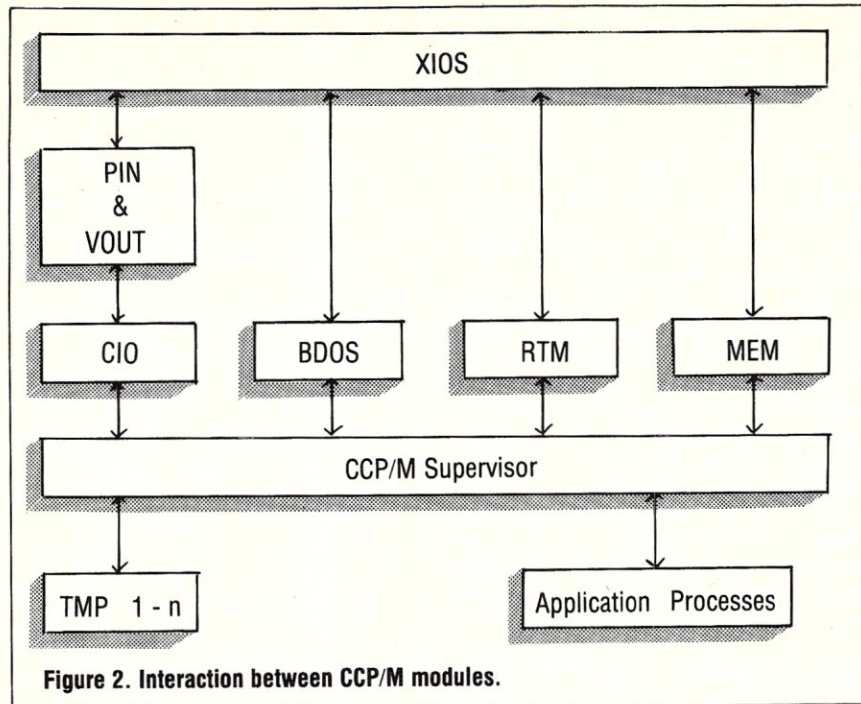 XIOS
PIN
&
VOUT
CIO
BDOS
RTM
MEM
CCP/M Supervisor
TMP 1 - n
Application Processes
Figure 2. Interaction between CCP/M modules.